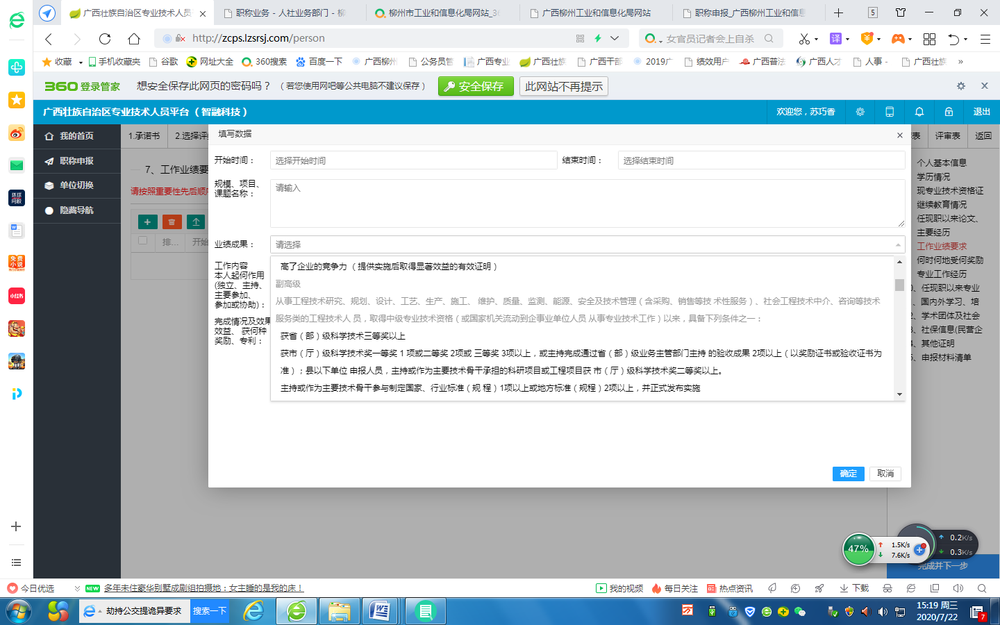 广西壮族自治区专业技术人员
职称业务 - 人社业务部门 - 柳
柳州市工业和信息化局网站_36
广西柳州工业和信息化局网站
职称申报_广西柳州工业和信息
5
http://zcps.lzsrsj.com/person
女官员记者会上自杀
译
收藏
手机收藏夹
谷歌
网址大全
360搜索
百度一下
广西柳州
公务员管
广西专业
广西壮族
广西干部
2019广
绩效用户
广西普法
广西人才
人事 -
广西壮族
»
360 登录管家
想安全保存此网页的密码吗？
（若您使用网吧等公共电脑不建议保存）
安全保存
此网站不再提示
广西壮族自治区专业技术人员平台（智融科技）
欢迎您，苏巧香
退出
我的首页
职称申报
单位切换
隐藏导航
1.承诺书
2.选择评
表
评审表
返回
填写数据
7、工作业绩要
请按照重要性先后顺
排...
开始
开始时间：
选择开始时间
结束时间：
选择结束时间
规模、项目、
课题名称：
请输入
业绩成果：
请选择
工作内容
本人起何作用
(独立、主持、
主要参加、
参加或协助)：
完成情况及效果
效益、 获何种
奖励、专利：
高了企业的竞争力 （提供实施后取得显著效益的有效证明）
副高级
从事工程技术研究、规划、设计、工艺、生产、施工、 维护、质量、监测、能源、安全及技术管理（含采购、销售等技 术性服务）、社会工程技术中介、咨询等技术
服务类的工程技术人 员，取得中级专业技术资格（或国家机关流动到企事业单位人员 从事专业技术工作）以来，具备下列条件之一：
获省（部）级科学技术三等奖以上
获市（厅）级科学技术奖一等奖 1 项或二等奖 2项或 三等奖 3项以上，或主持完成通过省（部）级业务主管部门主持 的验收成果 2项以上（以奖励证书或验收证书为
准）；县以下单位 申报人员，主持或作为主要技术骨干承担的科研项目或工程项目获 市（厅）级科学技术奖二等奖以上。
主持或作为主要技术骨干参与制定国家、行业标准（规 程）1项以上或地方标准（规程）2项以上，并正式发布实施
确定
取消
个人基本信息
学历情况
现专业技术资格证
继续教育情况
任现职以来论文、
主要经历
工作业绩要求
何时何地受何奖励
专业工作经历
、任现职以来专业
、国内外学习、培
、学术团体及社会
、社保信息(民营企
、其他证明
、申报材料清单
完成并下一步
47%
1.5K/s
7.6K/s
0.2K/s
0.3K/s
今日优选
NEW
多年未住豪华别墅成剧组拍摄地：女主睡的是我的床！
我的视频
每日关注
热点资讯
下载
劫持公交提诡异要求
搜索一下
15:19 周三
2020/7/22
7